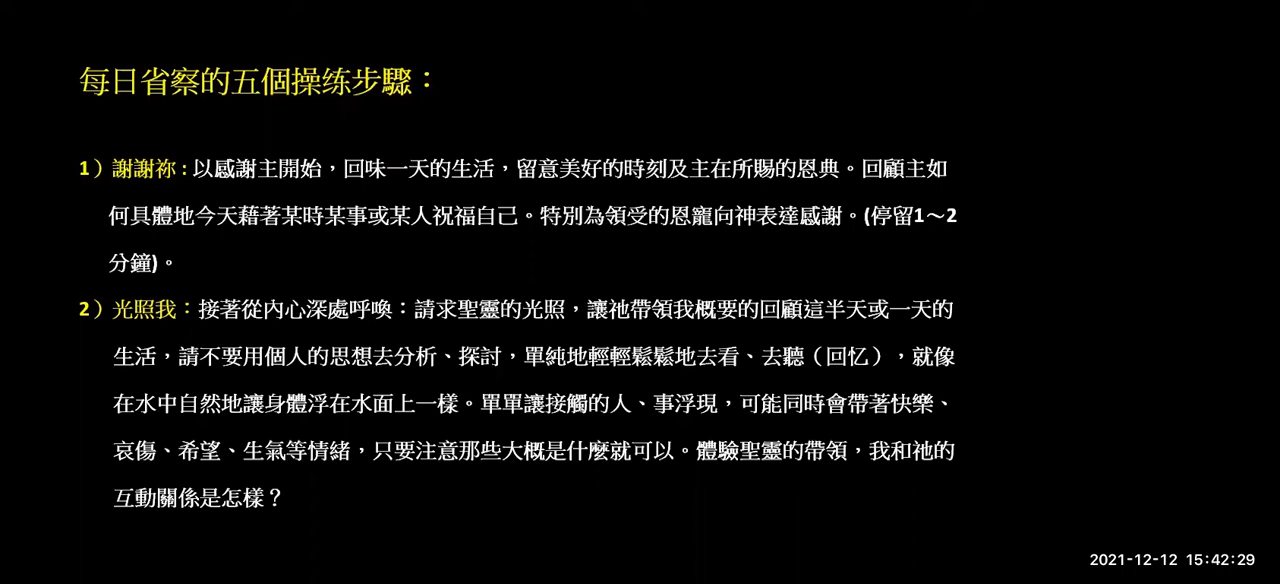 每日省察的五個操练步驟：
1）謝謝祢 : 以感謝主開始，回味一天的生活，留意美好的時刻及主在所賜的恩典。回顧主如
何具體地今天藉著某時某事或某人祝福自己。特別為領受的恩寵向神表達感謝。(停留1～2
分鐘)。
2）光照我：接著從內心深處呼喚：請求聖靈的光照，讓祂帶領我概要的回顧這半天或一天的
生活，請不要用個人的思想去分析、探討，單純地輕輕鬆鬆地去看、去聽（回忆），就像
在水中自然地讓身體浮在水面上一樣。單單讓接觸的人、事浮現，可能同時會帶著快樂、
哀傷、希望、生氣等情緒，只要注意那些大概是什麼就可以。體驗聖靈的帶領，我和祂的
互動關係是怎樣？
2021-12-12 15:42:29